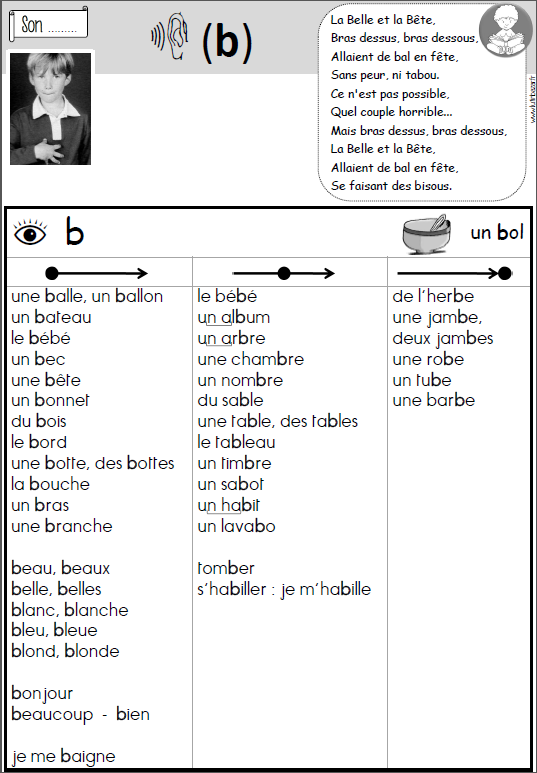 Son .........
(b)
La Belle et la Bête,
Bras dessus, bras dessous,
Allaient de bal en fête,
Sans peur, ni tabou.
Ce n'est pas possible,
Quel couple horrible...
Mais bras dessus, bras dessous,
La Belle et la Bête,
Allaient de bal en fête,
Se faisant des bisous.
www.lutinbazar.fr
b
un bol
une balle, un ballon
un bateau
le bébé
un bec
une bête
un bonnet
du bois
le bord
une botte, des bottes
la bouche
un bras
une branche
beau, beaux
belle, belles
blanc, blanche
bleu, bleue
blond, blonde
bonjour
beaucoup - bien
je me baigne
le bébé
un album
un arbre
une chambre
un nombre
du sable
une table, des tables
le tableau
un timbre
un sabot
un habit
un lavabo
tomber
s'habiller : je m'habille
de l'herbe
une jambe,
deux jambes
une robe
un tube
une barbe